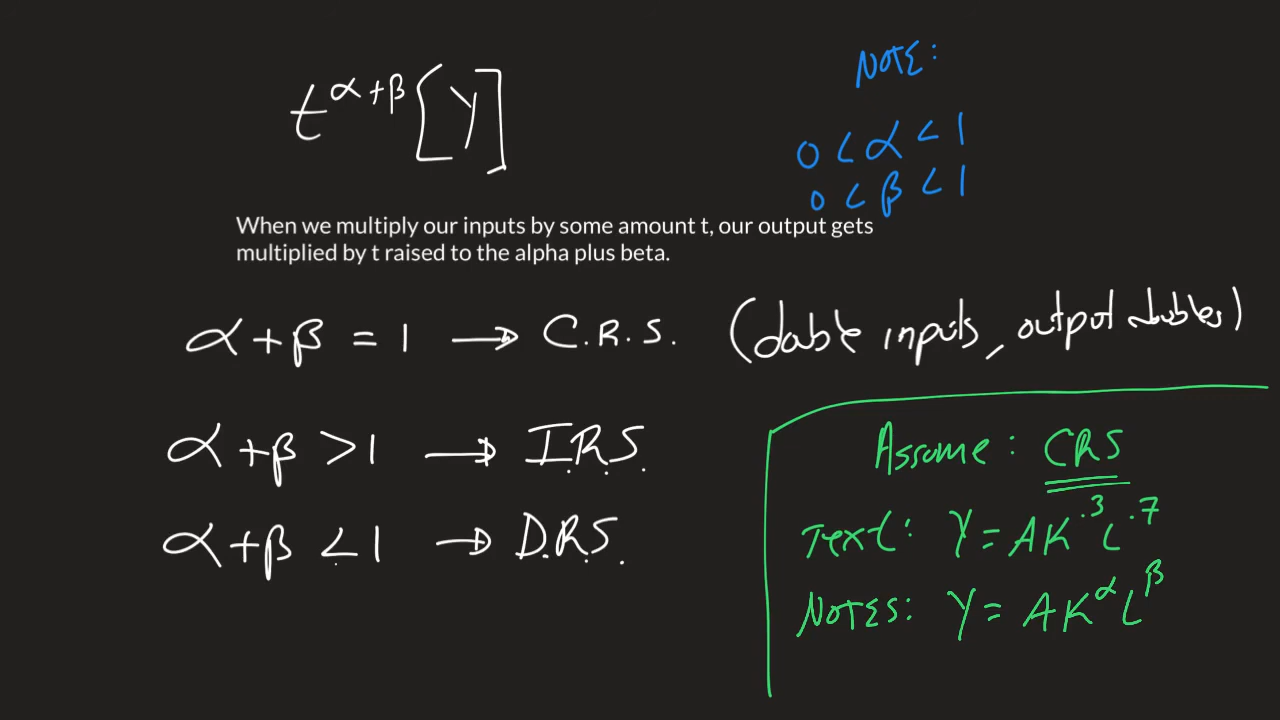 t^{α+β} [Y]
NOTE:
0 < α < 1
0 < β < 1
When we multiply our inputs by some amount t, our output gets
multiplied by t raised to the alpha plus beta.
α+β = 1 → C.R.S. (double inputs, output doubles)
α+β > 1 → I.R.S.
α+β < 1 → D.R.S.
Assume: CRS
Text: Y = AK^{.3} L^{.7}
NOTES: Y = AK^α L^β